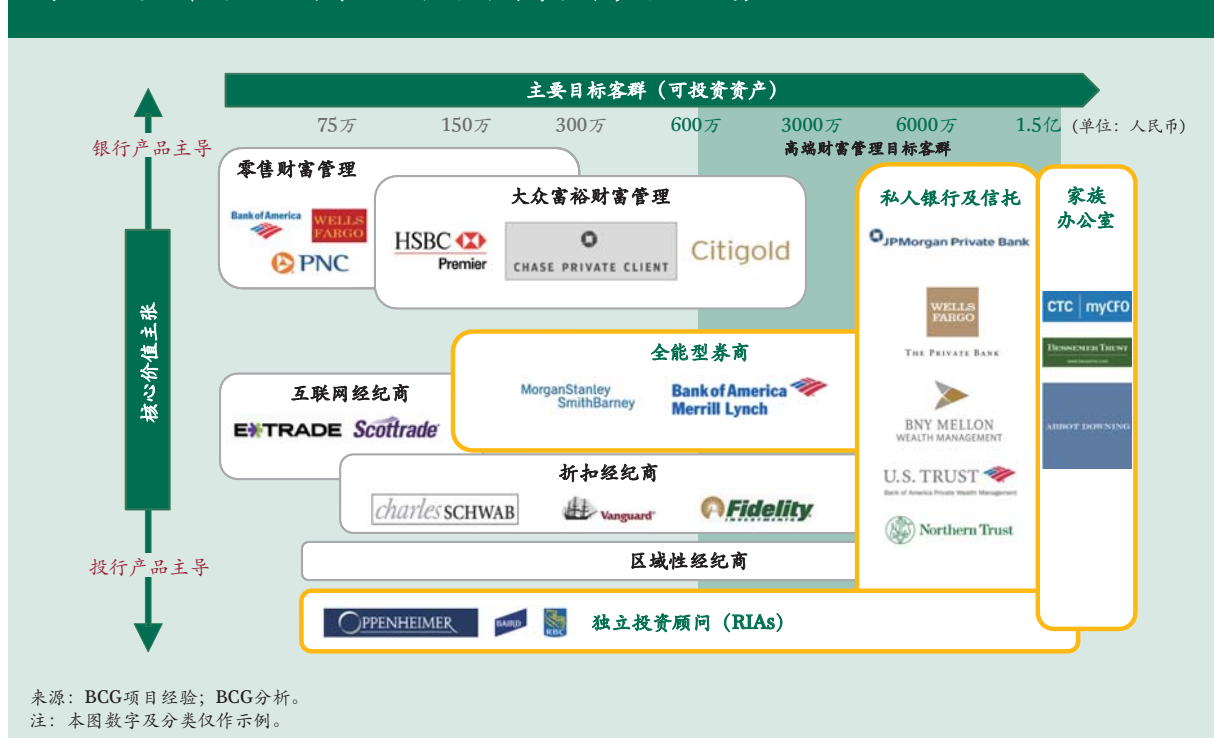 主要目标客群（可投资资产）
75万 150万 300万 600万 3000万 6000万 1.5亿 (单位：人民币)
高端财富管理目标客群
银行产品主导
核心价值主张
投行产品主导
零售财富管理
Bank of America
WELLS FARGO
PNC
大众富裕财富管理
HSBC
Premier
CHASE PRIVATE CLIENT
Citigold
私人银行及信托
JPMorgan Private Bank
WELLS FARGO
THE PRIVATE BANK
BNY MELLON
WEALTH MANAGEMENT
U.S. TRUST
Bank of America Private Wealth Management
Northern Trust
家族
办公室
CTC | myCFO
BESSEMER TRUST
ABBOT DOWNING
全能型券商
MorganStanley
SmithBarney
Bank of America
Merrill Lynch
互联网经纪商
E*TRADE Scottrade
折扣经纪商
charles SCHWAB
Vanguard
Fidelity
INVESTMENTS
区域性经纪商
OPPENHEIMER
BAIRD
RBC
独立投资顾问（RIAs）
来源：BCG项目经验；BCG分析。
注：本图数字及分类仅作示例。